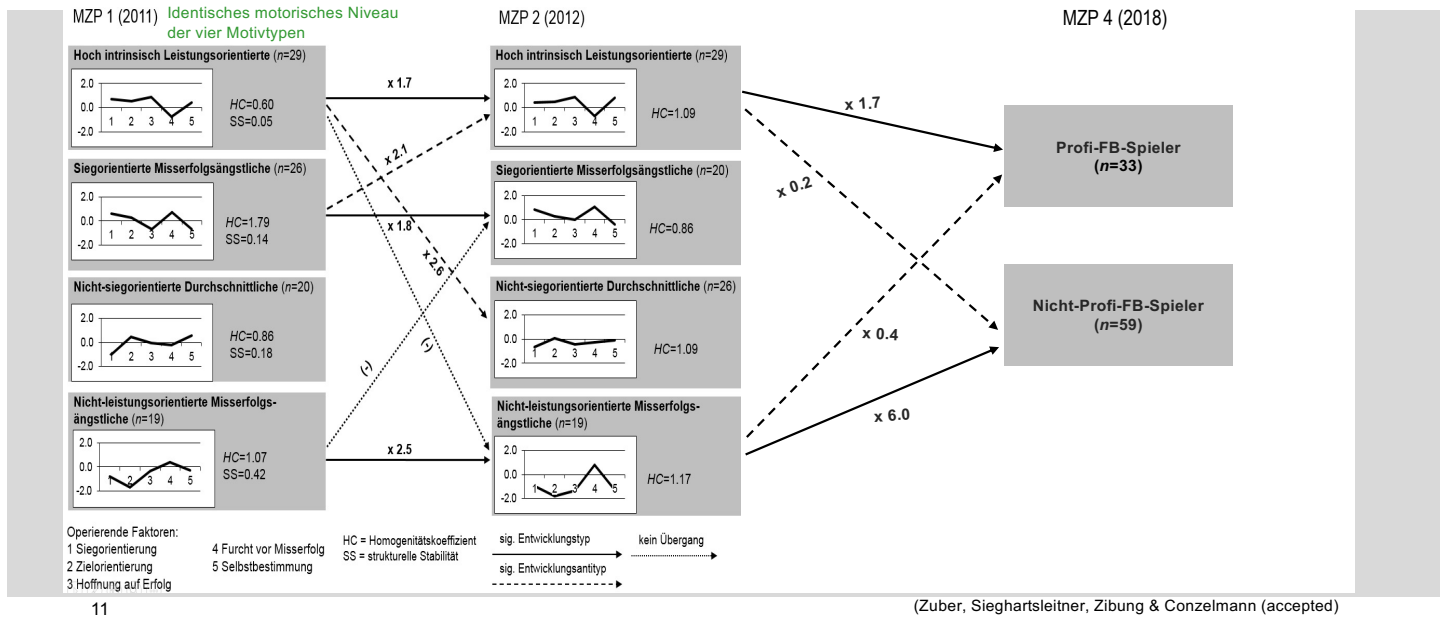 MZP 1 (2011)
Identisches motorisches Niveau
der vier Motivtypen
MZP 2 (2012)
MZP 4 (2018)
Hoch intrinsisch Leistungsorientierte (n=29)
2.0
0.0
-2.0
1 2 3 4 5
HC=0.60
SS=0.05
Siegorientierte Misserfolgsängstliche (n=26)
2.0
0.0
-2.0
1 2 3 4 5
HC=1.79
SS=0.14
Nicht-siegorientierte Durchschnittliche (n=20)
2.0
0.0
-2.0
1 2 3 4 5
HC=0.86
SS=0.18
Nicht-leistungsorientierte Misserfolgs-
ängstliche (n=19)
2.0
0.0
-2.0
1 2 3 4 5
HC=1.07
SS=0.42
x 1.7
x 2.1
x 1.8
x 2.6
(-)
(-)
x 2.5
Hoch intrinsisch Leistungsorientierte (n=29)
2.0
0.0
-2.0
1 2 3 4 5
HC=1.09
Siegorientierte Misserfolgsängstliche (n=20)
2.0
0.0
-2.0
1 2 3 4 5
HC=0.86
Nicht-siegorientierte Durchschnittliche (n=26)
2.0
0.0
-2.0
1 2 3 4 5
HC=1.09
Nicht-leistungsorientierte Misserfolgs-
ängstliche (n=19)
2.0
0.0
-2.0
1 2 3 4 5
HC=1.17
x 1.7
x 0.2
x 0.4
x 6.0
Profi-FB-Spieler
(n=33)
Nicht-Profi-FB-Spieler
(n=59)
Operierende Faktoren:
1 Siegorientierung
2 Zielorientierung
3 Hoffnung auf Erfolg
4 Furcht vor Misserfolg
5 Selbstbestimmung
HC = Homogenitätskoeffizient
SS = strukturelle Stabilität
sig. Entwicklungstyp
sig. Entwicklungsantityp
kein Übergang
11
(Zuber, Sieghartsleitner, Zibung & Conzelmann (accepted)